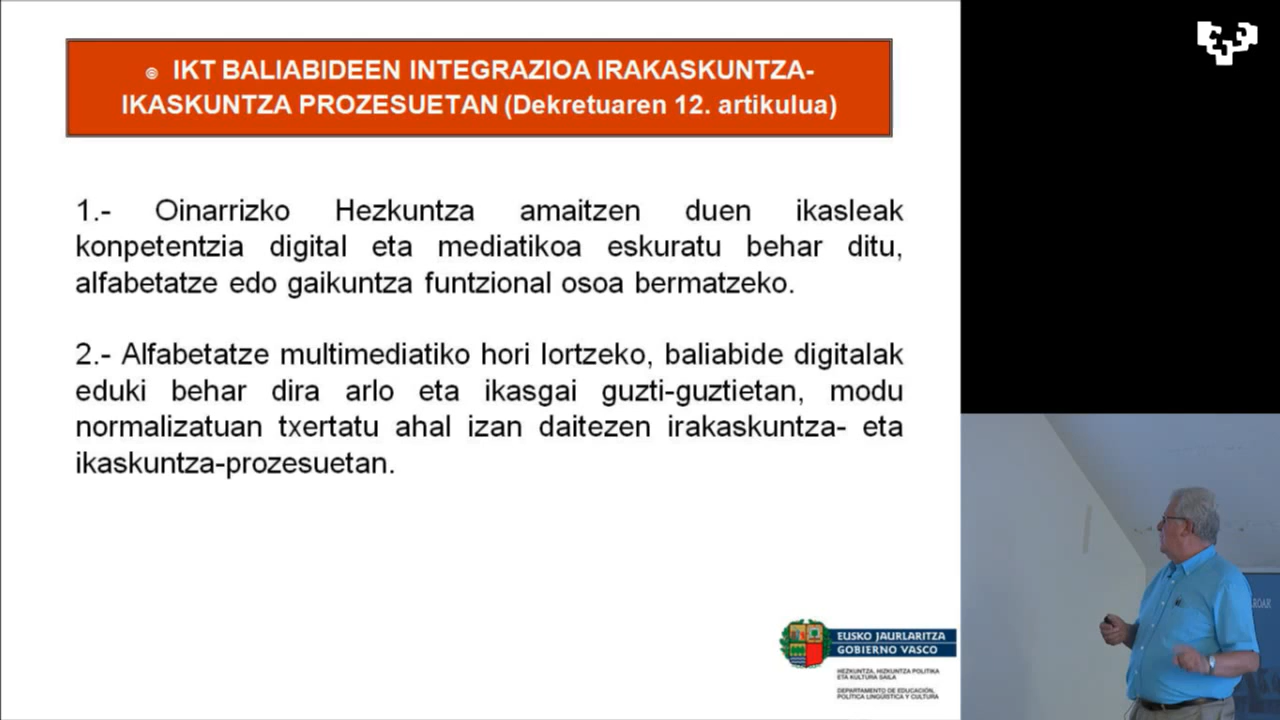 IKT BALIABIDEEN INTEGRAZIOA IRAKASKUNTZA-
IKASKUNTZA PROZESUETAN (Dekretuaren 12. artikulua)
1.- Oinarrizko Hezkuntza amaitzen duen ikasleak
konpetentzia digital eta mediatikoa eskuratu behar ditu,
alfabetatze edo gaikuntza funtzional osoa bermatzeko.
2.- Alfabetatze multimediatiko hori lortzeko, baliabide digitalak
eduki behar dira arlo eta ikasgai guzti-guztietan, modu
normalizatuan txertatu ahal izan daitezen irakaskuntza- eta
ikaskuntza-prozesuetan.
EUSKO JAURLARITZA
GOBIERNO VASCO
HEZKUNTZA, HIZKUNTZA POLITIKA
ETA KULTURA SAILA
DEPARTAMENTO DE EDUCACIÓN,
POLÍTICA LINGÜÍSTICA Y CULTURA